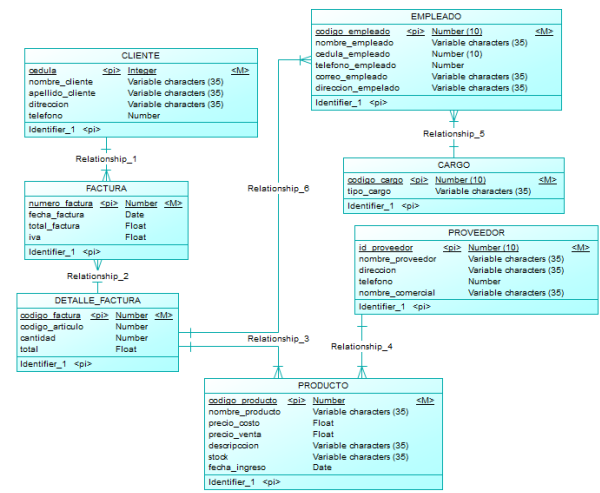 EMPLEADO
codigo_empleado <pi> Number (10) <M>
nombre_empleado Variable characters (35)
cedula_empleado Number (10)
telefono_empleado Number
correo_empleado Variable characters (35)
direccion_empelado Variable characters (35)
Identifier_1 <pi>
CLIENTE
cedula <pi> Integer <M>
nombre_cliente Variable characters (35)
apellido_cliente Variable characters (35)
ditreccion Variable characters (35)
telefono Number
Identifier_1 <pi>
Relationship_5
Relationship_1
CARGO
codigo_cargo <pi> Number (10) <M>
tipo_cargo Variable characters (35)
Identifier_1 <pi>
Relationship_6
FACTURA
numero_factura <pi> Number <M>
fecha_factura Date
total_factura Float
iva Float
Identifier_1 <pi>
PROVEEDOR
id_proveedor <pi> Number (10) <M>
nombre_proveedor Variable characters (35)
direccion Variable characters (35)
telefono Number
nombre_comercial Variable characters (35)
Identifier_1 <pi>
Relationship_2
DETALLE_FACTURA
codigo_factura <pi> Number <M>
codigo_articulo Number
cantidad Number
total Float
Identifier_1 <pi>
Relationship_3
Relationship_4
PRODUCTO
codigo_producto <pi> Number <M>
nombre_producto Variable characters (35)
precio_costo Float
precio_venta Float
descripccion Variable characters (35)
stock Variable characters (35)
fecha_ingreso Date
Identifier_1 <pi>